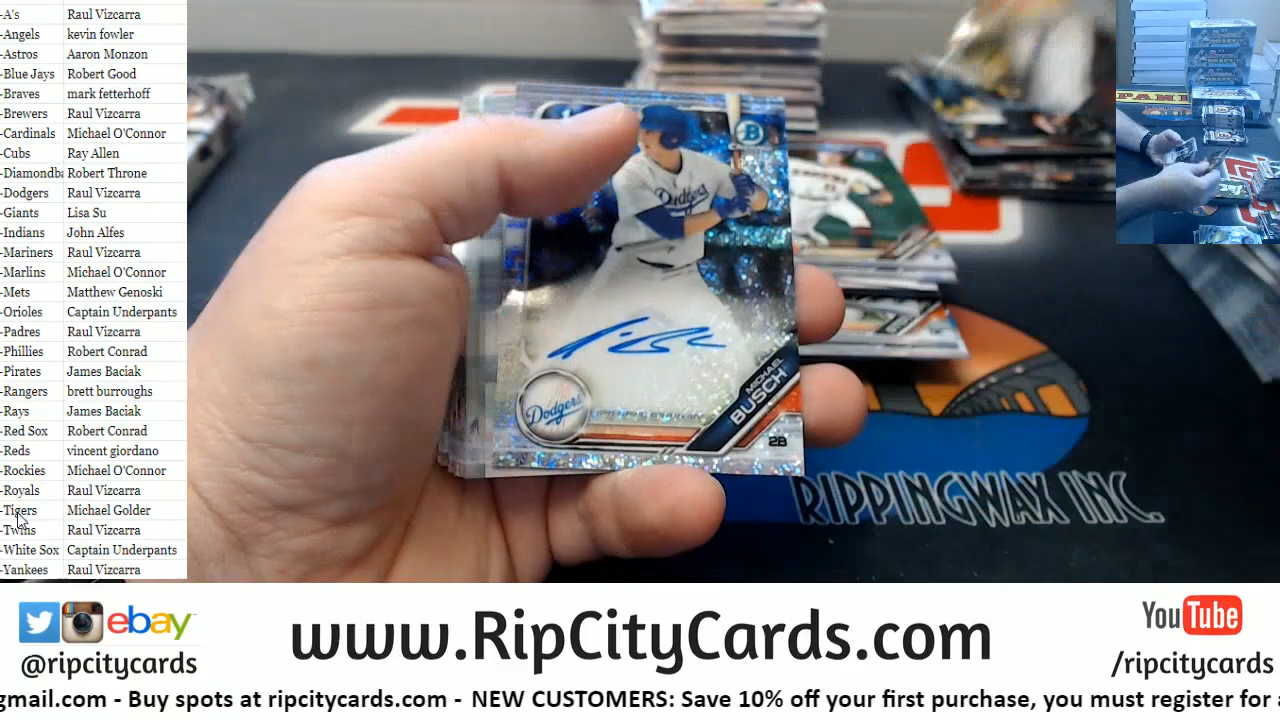 -A's Raul Vizcarra
-Angels kevin fowler
-Astros Aaron Monzon
-Blue Jays Robert Good
-Braves mark fetterhoff
-Brewers Raul Vizcarra
-Cardinals Michael O'Connor
-Cubs Ray Allen
-Diamondba Robert Throne
-Dodgers Raul Vizcarra
-Giants Lisa Su
-Indians John Alfes
-Mariners Raul Vizcarra
-Marlins Michael O'Connor
-Mets Matthew Genoski
-Orioles Captain Underpants
-Padres Raul Vizcarra
-Phillies Robert Conrad
-Pirates James Baciak
-Rangers brett burroughs
-Rays James Baciak
-Red Sox Robert Conrad
-Reds vincent giordano
-Rockies Michael O'Connor
-Royals Raul Vizcarra
-Tigers Michael Golder
-Twins Raul Vizcarra
-White Sox Captain Underpants
-Yankees Raul Vizcarra
B
Dodgers
Dodgers
MICHAEL
BUSCH
2B
RIPPINGWAX INC.
PANINI
ebay
@ripcitycards
www.RipCityCards.com
YouTube
/ripcitycards
gmail.com - Buy spots at ripcitycards.com - NEW CUSTOMERS: Save 10% off your first purchase, you must register for a